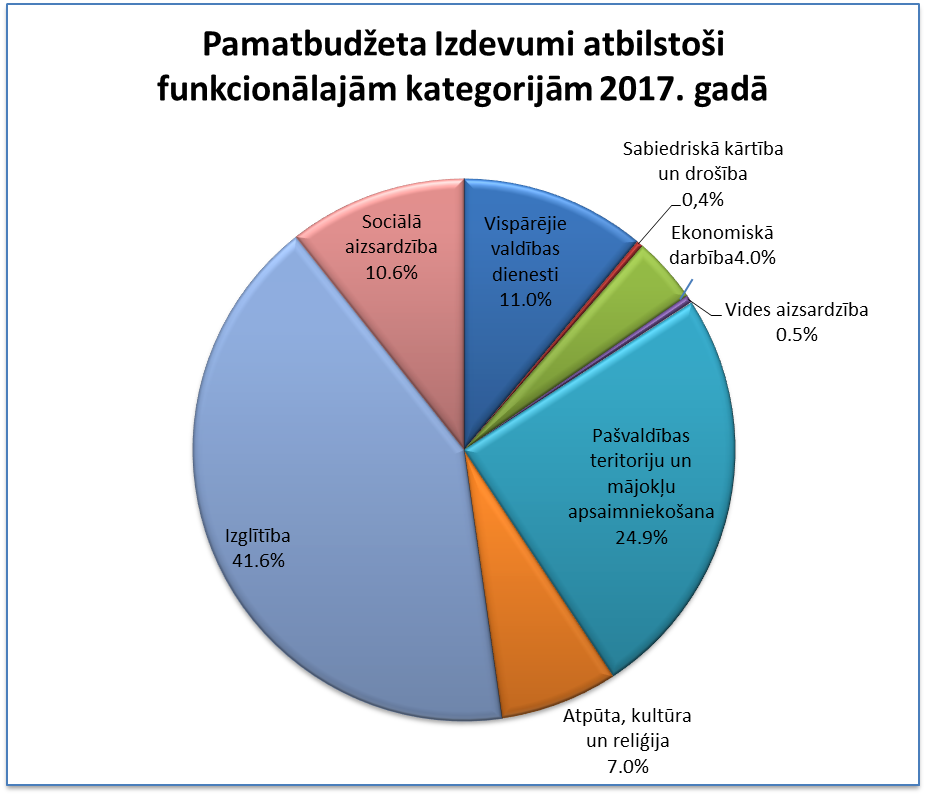 Pamatbudžeta Izdevumi atbilstoši
funkcionālajām kategorijām 2017. gadā
Sabiedriskā kārtība
un drošība
0,4%
Ekonomiskā
darbība4.0%
Vides aizsardzība
0.5%
Sociālā
aizsardzība
10.6%
Vispārējie
valdības
dienesti
11.0%
Pašvaldības
teritoriju un
mājokļu
apsaimniekošana
24.9%
Izglītība
41.6%
Atpūta, kultūra
un reliģija
7.0%